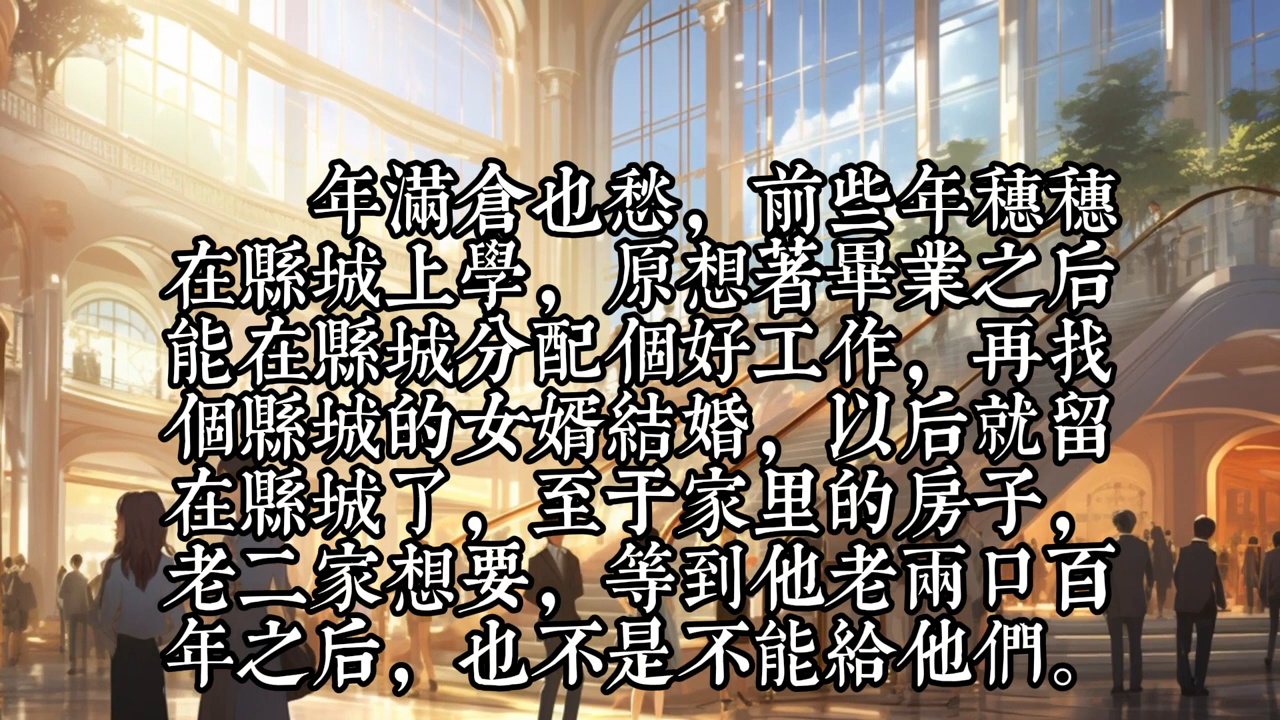 年滿倉也愁，前些年穗穗
在縣城上學，原想著畢業之后
能在縣城分配個好工作，再找
個縣城的女婿結婚，以后就留
在縣城了，至于家里的房子，
老二家想要，等到他老兩口百
年之后，也不是不能給他們。